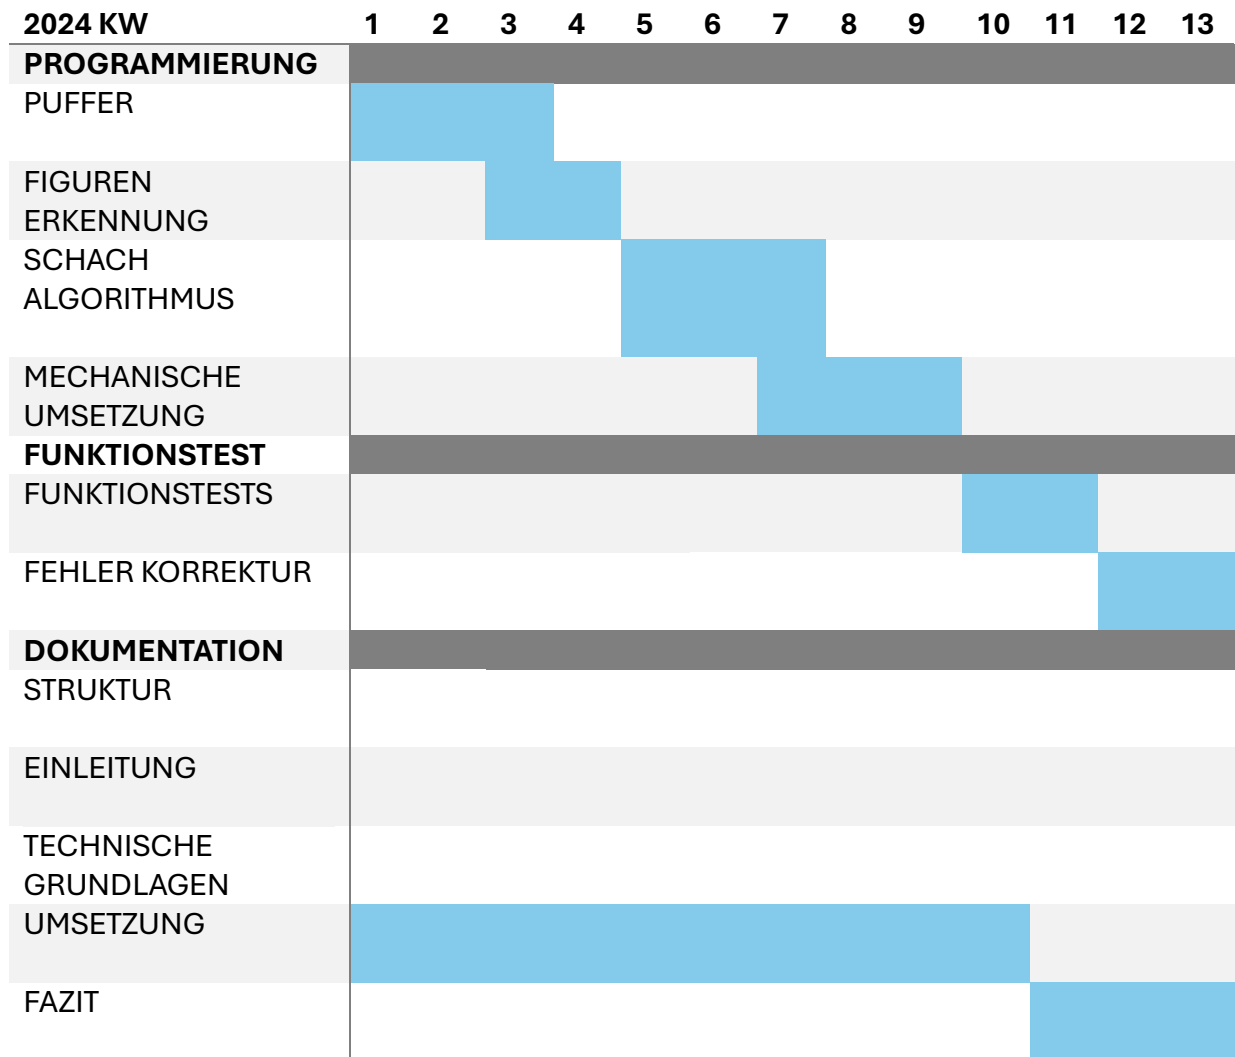 2024 KW 1 2 3 4 5 6 7 8 9 10 11 12 13
PROGRAMMIERUNG
PUFFER
FIGUREN
ERKENNUNG
SCHACH
ALGORITHMUS
MECHANISCHE
UMSETZUNG
FUNKTIONSTEST
FUNKTIONSTESTS
FEHLER KORREKTUR
DOKUMENTATION
STRUKTUR
EINLEITUNG
TECHNISCHE
GRUNDLAGEN
UMSETZUNG
FAZIT